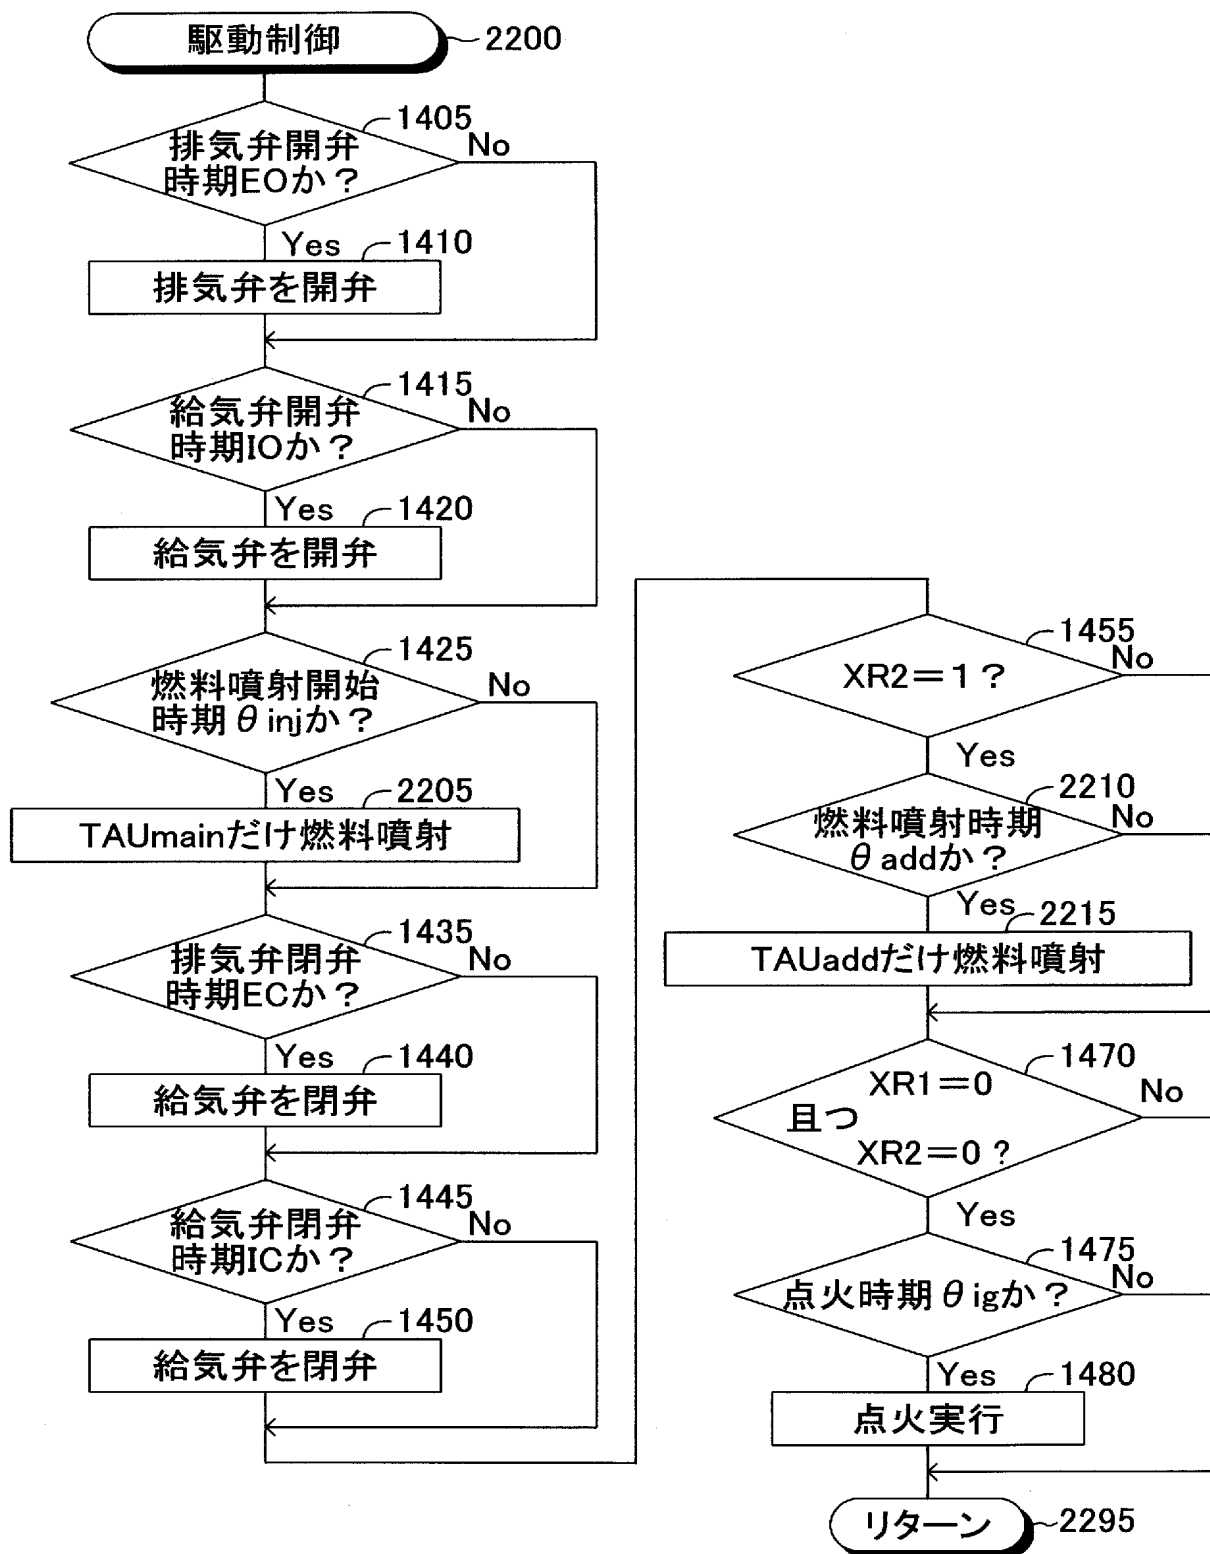 駆動制御
2200
排気弁開弁
時期EOか？
1405
No
Yes
1410
排気弁を開弁
給気弁開弁
時期IOか？
1415
No
Yes
1420
給気弁を開弁
燃料噴射開始
時期θinjか？
1425
No
Yes
2205
TAUmainだけ燃料噴射
排気弁閉弁
時期ECか？
1435
No
Yes
1440
給気弁を閉弁
給気弁閉弁
時期ICか？
1445
No
Yes
1450
給気弁を閉弁
XR2＝1？
1455
No
Yes
2210
燃料噴射時期
θaddか？
No
Yes
2215
TAUaddだけ燃料噴射
1470
XR1＝0
且つ
XR2＝0？
No
Yes
1475
点火時期θigか？
No
Yes
1480
点火実行
リターン
2295